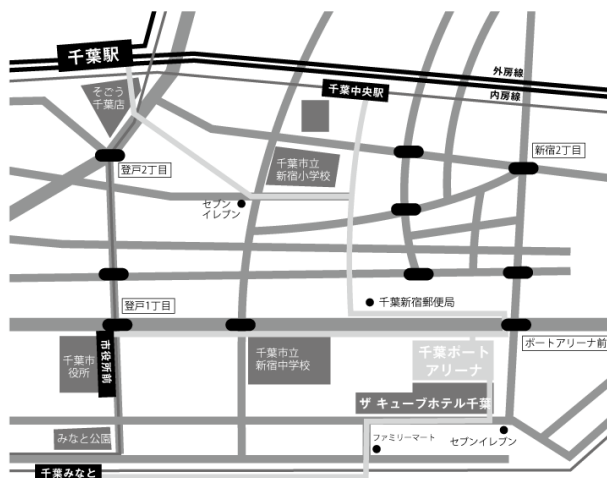 千葉駅
外房線
そごう
千葉店
千葉中央駅
内房線
新宿2丁目
登戸2丁目
千葉市立
新宿小学校
セブン
イレブン
千葉新宿郵便局
登戸1丁目
ポートアリーナ前
市役所前
千葉市
役所
千葉市立
新宿中学校
千葉ポート
アリーナ
ザ キューブホテル千葉
みなと公園
ファミリーマート
セブンイレブン
千葉みなと